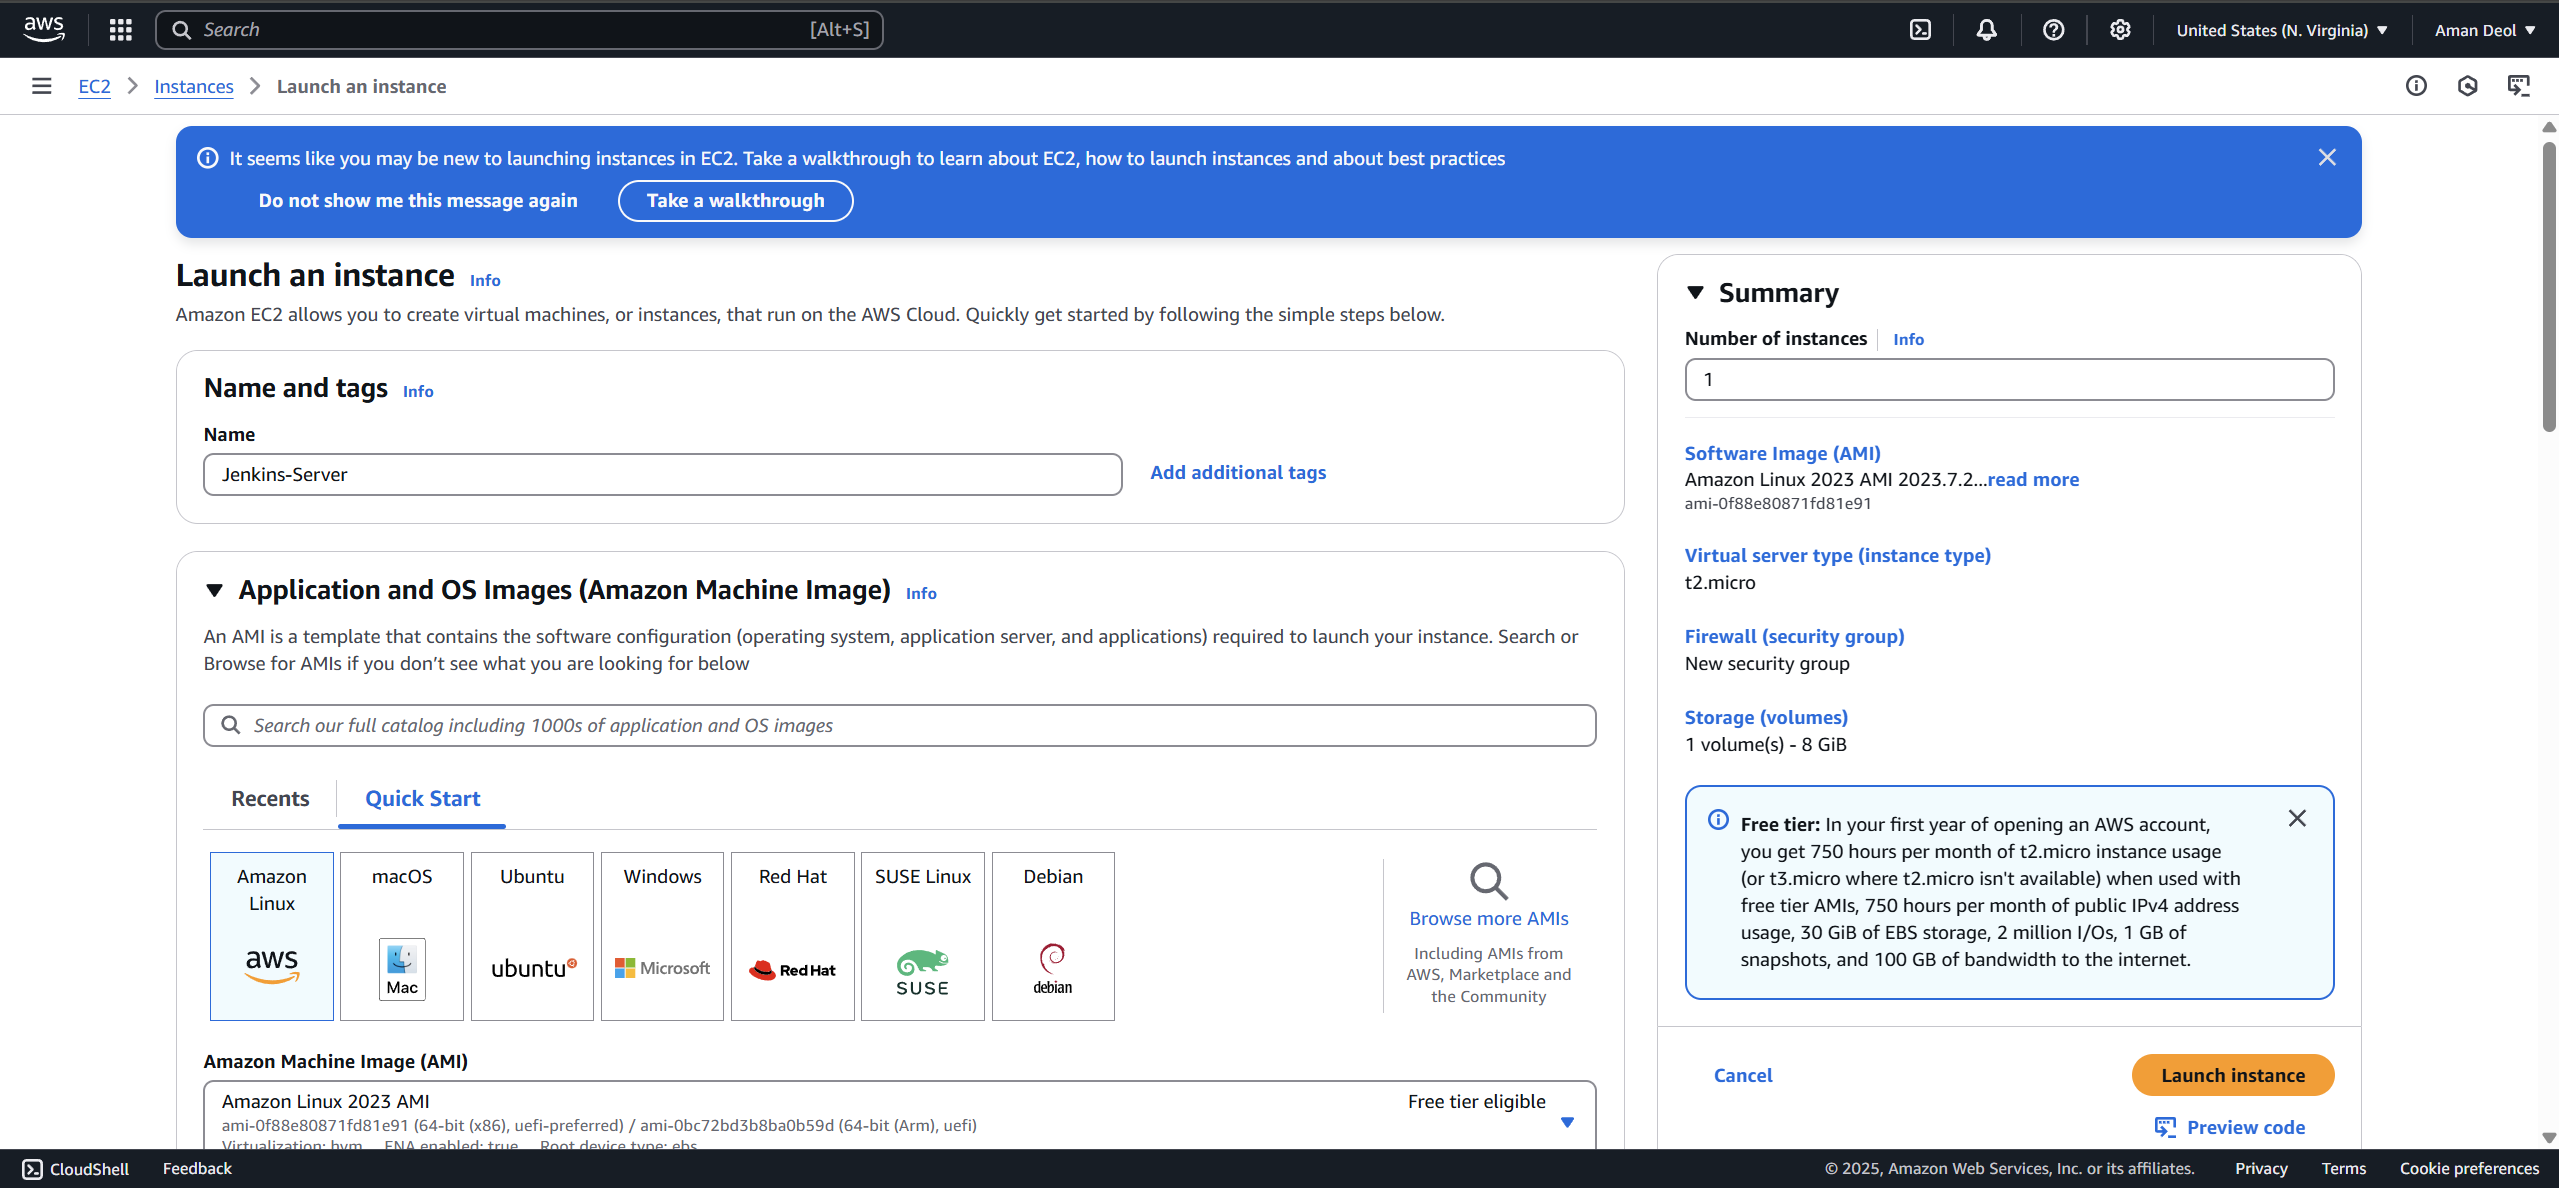 aws
Search
[Alt+S]
United States (N. Virginia)
Aman Deol
EC2
Instances
Launch an instance
It seems like you may be new to launching instances in EC2. Take a walkthrough to learn about EC2, how to launch instances and about best practices
Do not show me this message again
Take a walkthrough
Launch an instance Info
Amazon EC2 allows you to create virtual machines, or instances, that run on the AWS Cloud. Quickly get started by following the simple steps below.
Name and tags Info
Name
Jenkins-Server
Add additional tags
Application and OS Images (Amazon Machine Image) Info
An AMI is a template that contains the software configuration (operating system, application server, and applications) required to launch your instance. Search or
Browse for AMIs if you don’t see what you are looking for below
Search our full catalog including 1000s of application and OS images
Recents
Quick Start
Amazon
Linux
aws
macOS
Mac
Ubuntu
ubuntu
Windows
Microsoft
Red Hat
Red Hat
SUSE Linux
SUSE
Debian
debian
Browse more AMIs
Including AMIs from
AWS, Marketplace and
the Community
Amazon Machine Image (AMI)
Amazon Linux 2023 AMI
Free tier eligible
ami-0f88e80871fd81e91 (64-bit (x86), uefi-preferred) / ami-0bc72bd3b8ba0b59d (64-bit (Arm), uefi)
Virtualization: hvm ENA enabled: true Root device type: ebs
Summary
Number of instances Info
1
Software Image (AMI)
Amazon Linux 2023 AMI 2023.7.2...read more
ami-0f88e80871fd81e91
Virtual server type (instance type)
t2.micro
Firewall (security group)
New security group
Storage (volumes)
1 volume(s) - 8 GiB
Free tier: In your first year of opening an AWS account,
you get 750 hours per month of t2.micro instance usage
(or t3.micro where t2.micro isn't available) when used with
free tier AMIs, 750 hours per month of public IPv4 address
usage, 30 GiB of EBS storage, 2 million I/Os, 1 GB of
snapshots, and 100 GB of bandwidth to the internet.
Cancel
Launch instance
Preview code
CloudShell
Feedback
© 2025, Amazon Web Services, Inc. or its affiliates.
Privacy
Terms
Cookie preferences